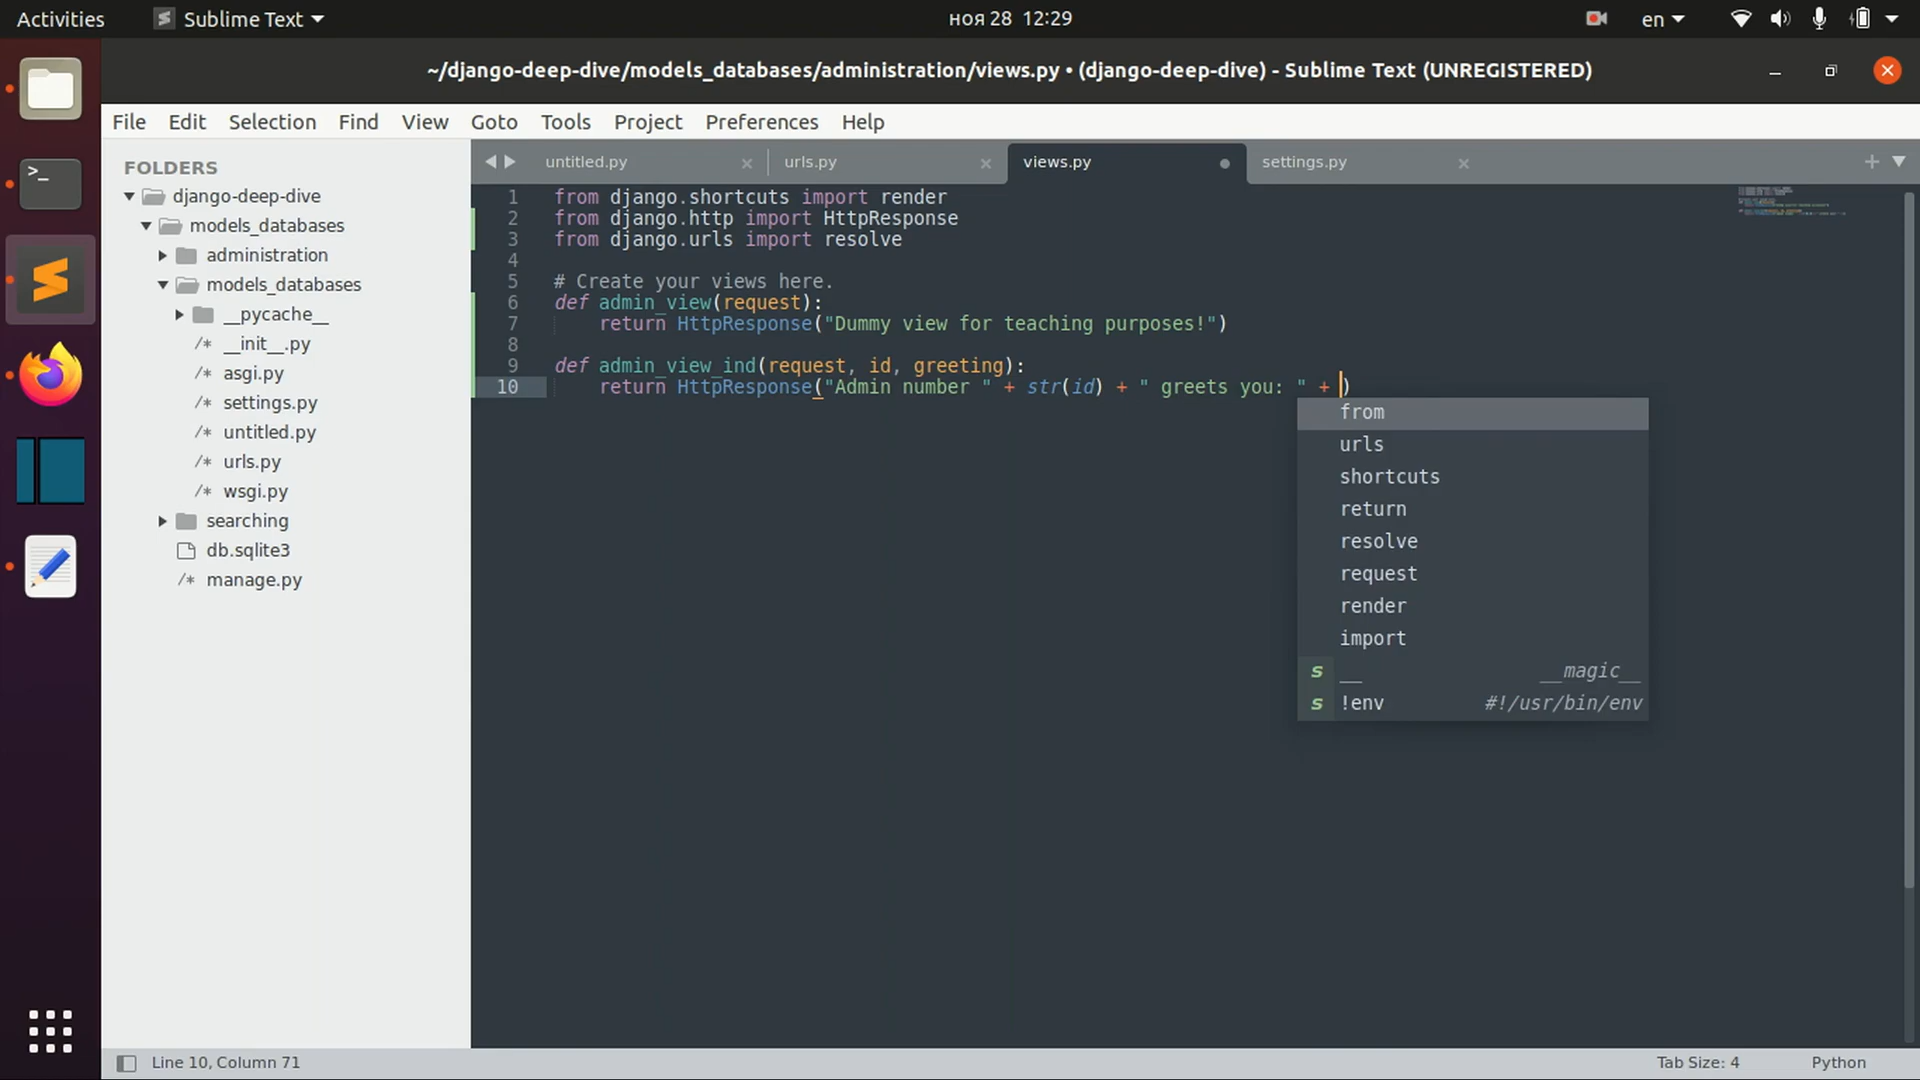 Activities
Sublime Text
ноя 28 12:29
en
~/django-deep-dive/models_databases/administration/views.py • (django-deep-dive) - Sublime Text (UNREGISTERED)
File Edit Selection Find View Goto Tools Project Preferences Help
FOLDERS
django-deep-dive
models_databases
administration
models_databases
__pycache__
/* __init__.py
/* asgi.py
/* settings.py
/* untitled.py
/* urls.py
/* wsgi.py
searching
db.sqlite3
/* manage.py
untitled.py urls.py views.py settings.py
1 from django.shortcuts import render
2 from django.http import HttpResponse
3 from django.urls import resolve
4
5 # Create your views here.
6 def admin_view(request):
7 return HttpResponse("Dummy view for teaching purposes!")
8
9 def admin_view_ind(request, id, greeting):
10 return HttpResponse("Admin number " + str(id) + " greets you: " + )
from
urls
shortcuts
return
resolve
request
render
import
s __ __magic__
s !env #!/usr/bin/env
Line 10, Column 71
Tab Size: 4
Python